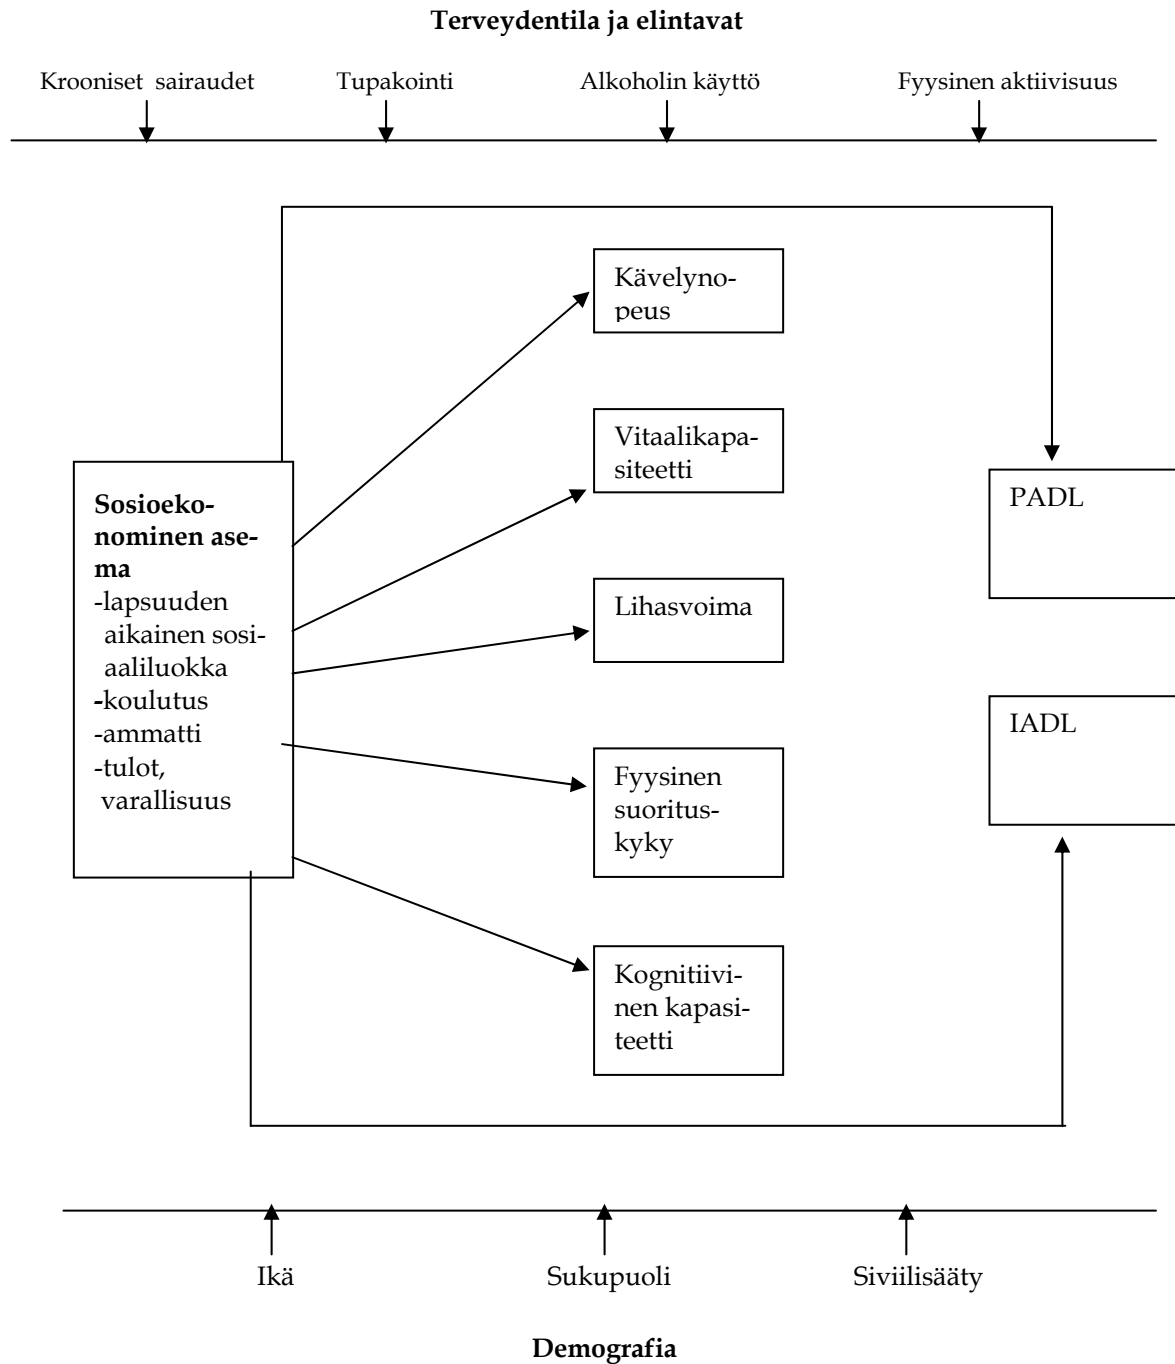 Terveydentila ja elintavat
Krooniset sairaudet
Tupakointi
Alkoholin käyttö
Fyysinen aktiivisuus
Sosioeko-
nominen ase-
ma
-lapsuuden
aikainen sosi-
aaliluokka
-koulutus
-ammatti
-tulot,
varallisuus
Kävelyno-
peus
Vitaalikapa-
siteetti
Lihasvoima
Fyysinen
suoritus-
kyky
Kognitiivi-
nen kapasi-
teetti
PADL
IADL
Ikä
Sukupuoli
Siviilisääty
Demografia